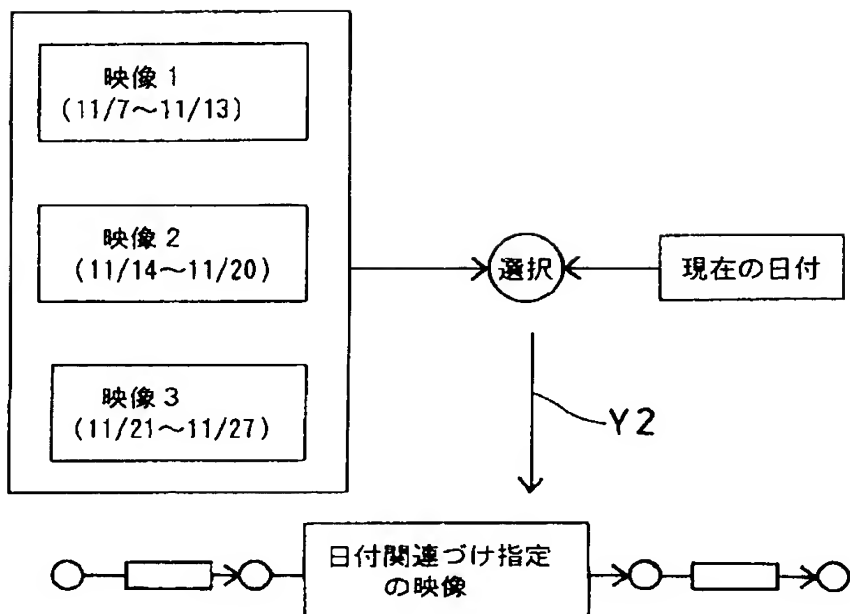 映像1
(11/7～11/13)
映像2
(11/14～11/20)
映像3
(11/21～11/27)
選択
現在の日付
Y2
日付関連づけ指定
の映像